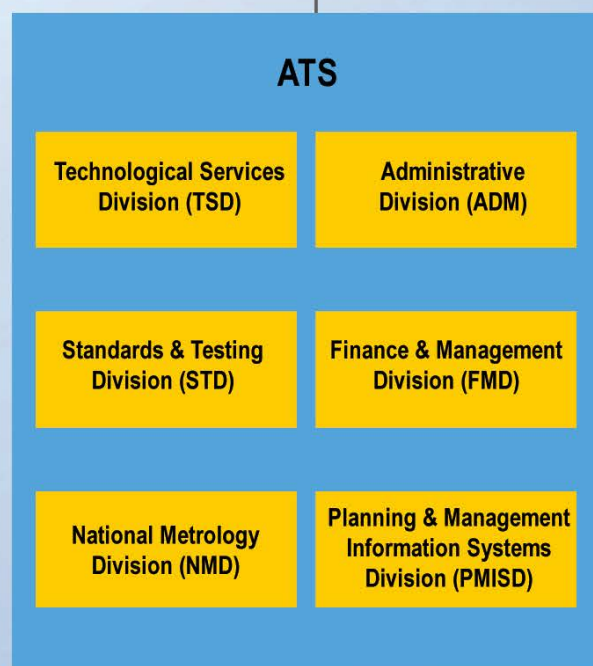 ATS
Technological Services
Division (TSD)
Administrative
Division (ADM)
Standards & Testing
Division (STD)
Finance & Management
Division (FMD)
National Metrology
Division (NMD)
Planning & Management
Information Systems
Division (PMISD)